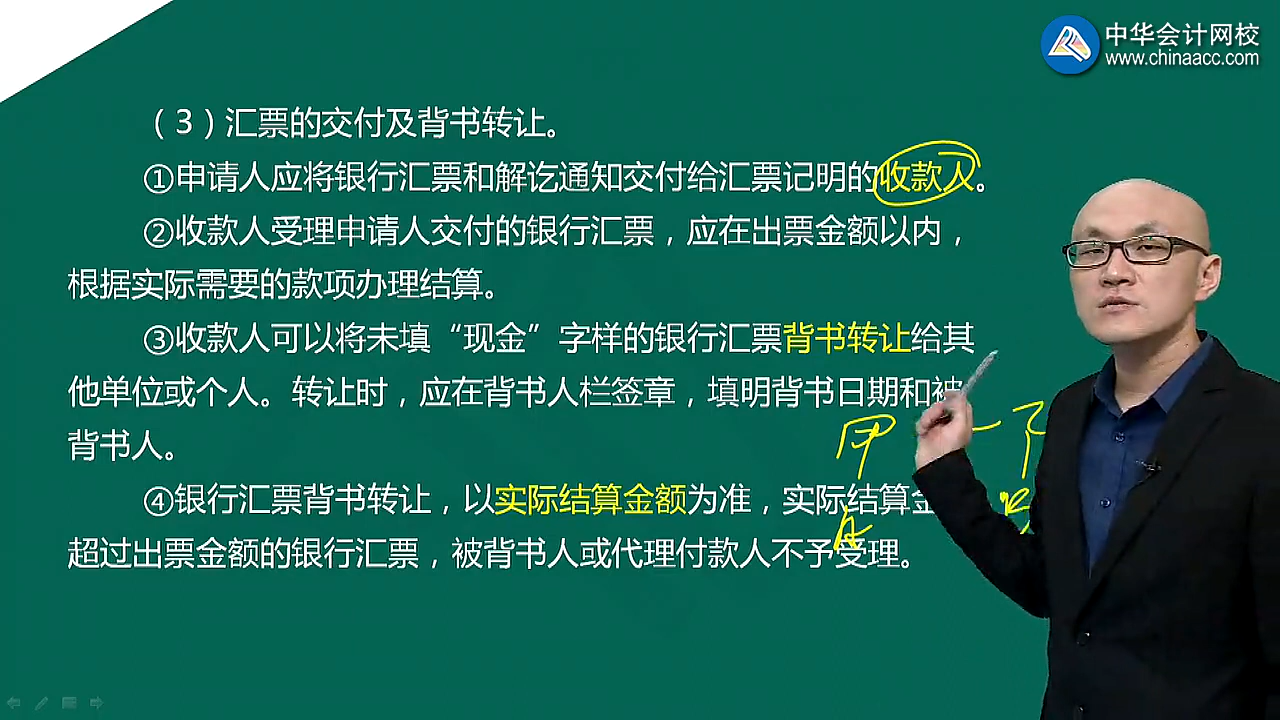 中华会计网校
www.chinaacc.com
（3）汇票的交付及背书转让。
①申请人应将银行汇票和解讫通知交付给汇票记明的收款人。
②收款人受理申请人交付的银行汇票，应在出票金额以内，
根据实际需要的款项办理结算。
③收款人可以将未填“现金”字样的银行汇票背书转让给其
他单位或个人。转让时，应在背书人栏签章，填明背书日期和被
背书人。
甲
④银行汇票背书转让，以实际结算金额为准，实际结算金
超过出票金额的银行汇票，被背书人或代理付款人不予受理。